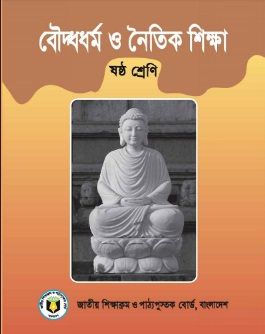 বৌদ্ধধর্ম ও নৈতিক শিক্ষা
ষষ্ঠ শ্রেণি
জাতীয় শিক্ষাক্রম ও পাঠ্যপুস্তক বোর্ড, বাংলাদেশ